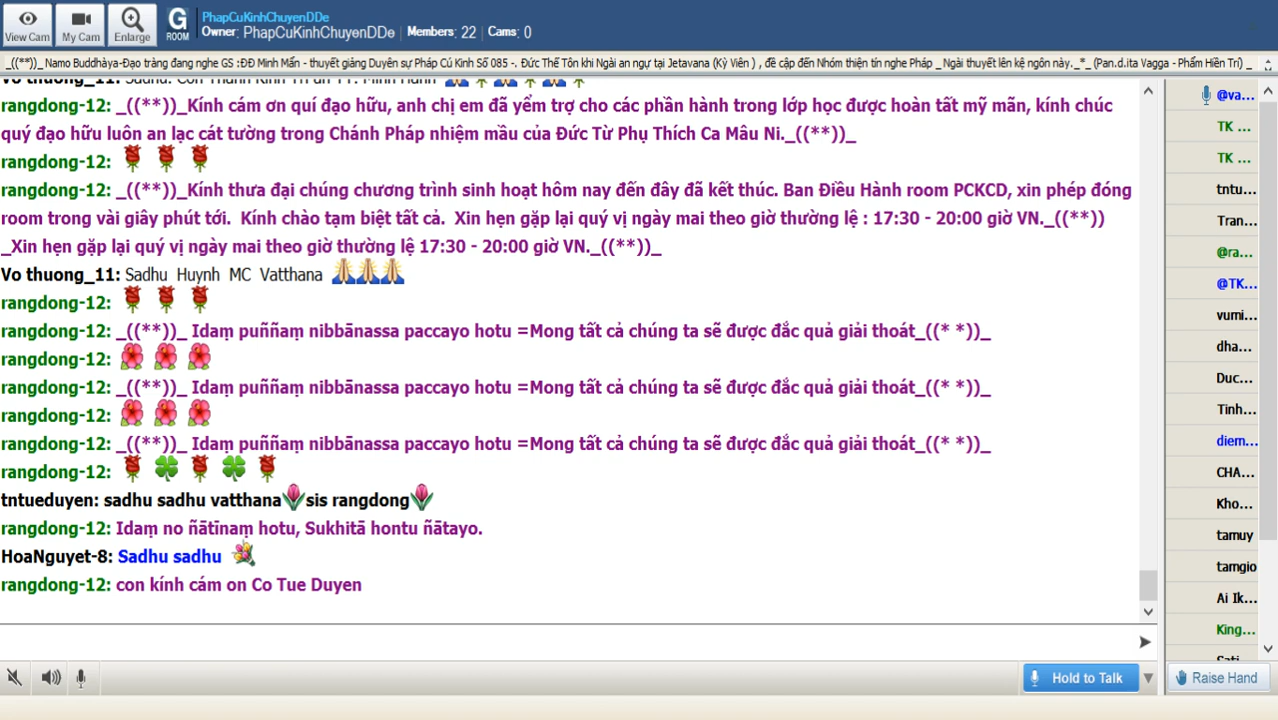 View Cam
My Cam
Enlarge
G
ROOM
PhapCuKinhChuyenDDe
Owner: PhapCuKinhChuyenDDe Members: 22 Cams: 0
_((**))_ Namo Buddhàya-Đạo tràng đang nghe GS :ĐĐ Minh Mẩn - thuyết giảng Duyên sự Pháp Cú Kinh Số 085 -. Đức Thế Tôn khi Ngài an ngự tại Jetavana (Kỳ Viên) , đề cập đến Nhóm thiện tín nghe Pháp _ Ngài thuyết lên kệ ngôn này._*_ (Pan.d.ita Vagga - Phẩm Hiền Trí) _
rangdong-12: _((**))_Kính cám ơn quí đạo hữu, anh chị em đã yểm trợ cho các phần hành trong lớp học được hoàn tất mỹ mãn, kính chúc
quý đạo hữu luôn an lạc cát tường trong Chánh Pháp nhiệm mầu của Đức Từ Phụ Thích Ca Mâu Ni._((**))_
rangdong-12:
rangdong-12: _((**))_Kính thưa đại chúng chương trình sinh hoạt hôm nay đến đây đã kết thúc. Ban Điều Hành room PCKCD, xin phép đóng
room trong vài giây phút tới. Kính chào tạm biệt tất cả. Xin hẹn gặp lại quý vị ngày mai theo giờ thường lệ : 17:30 - 20:00 giờ VN._((**))
_Xin hẹn gặp lại quý vị ngày mai theo giờ thường lệ 17:30 - 20:00 giờ VN._((**))_
Vo thuong_11: Sadhu Huynh MC Vatthana
rangdong-12:
rangdong-12: _((**))_ Idaṃ puññaṃ nibbānassa paccayo hotu =Mong tất cả chúng ta sẽ được đắc quả giải thoát_((* *))_
rangdong-12:
rangdong-12: _((**))_ Idaṃ puññaṃ nibbānassa paccayo hotu =Mong tất cả chúng ta sẽ được đắc quả giải thoát_((* *))_
rangdong-12:
rangdong-12: _((**))_ Idaṃ puññaṃ nibbānassa paccayo hotu =Mong tất cả chúng ta sẽ được đắc quả giải thoát_((* *))_
rangdong-12:
tntueduyen: sadhu sadhu vatthana sis rangdong
rangdong-12: Idaṃ no ñātīnaṃ hotu, Sukhitā hontu ñātayo.
HoaNguyet-8: Sadhu sadhu
rangdong-12: con kính cám on Co Tue Duyen
@va...
TK ...
TK ...
tntu...
Tran...
@ra...
@TK...
vumi...
dha...
Duc...
Tinh...
diem...
CHA...
Kho...
tamuy
tamgio
Ai Ik...
King...
Hold to Talk
Raise Hand